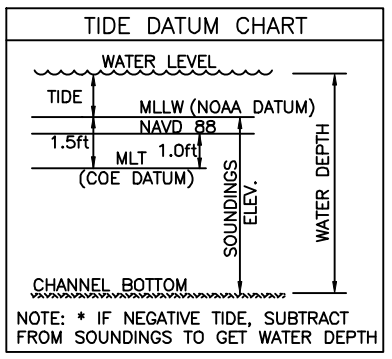 TIDE DATUM CHART
WATER LEVEL
TIDE
MLLW (NOAA DATUM)
NAVD 88
1.5ft
MLT
1.0ft
(COE DATUM)
SOUNDINGS
ELEV.
WATER DEPTH
CHANNEL BOTTOM
NOTE: * IF NEGATIVE TIDE, SUBTRACT
FROM SOUNDINGS TO GET WATER DEPTH